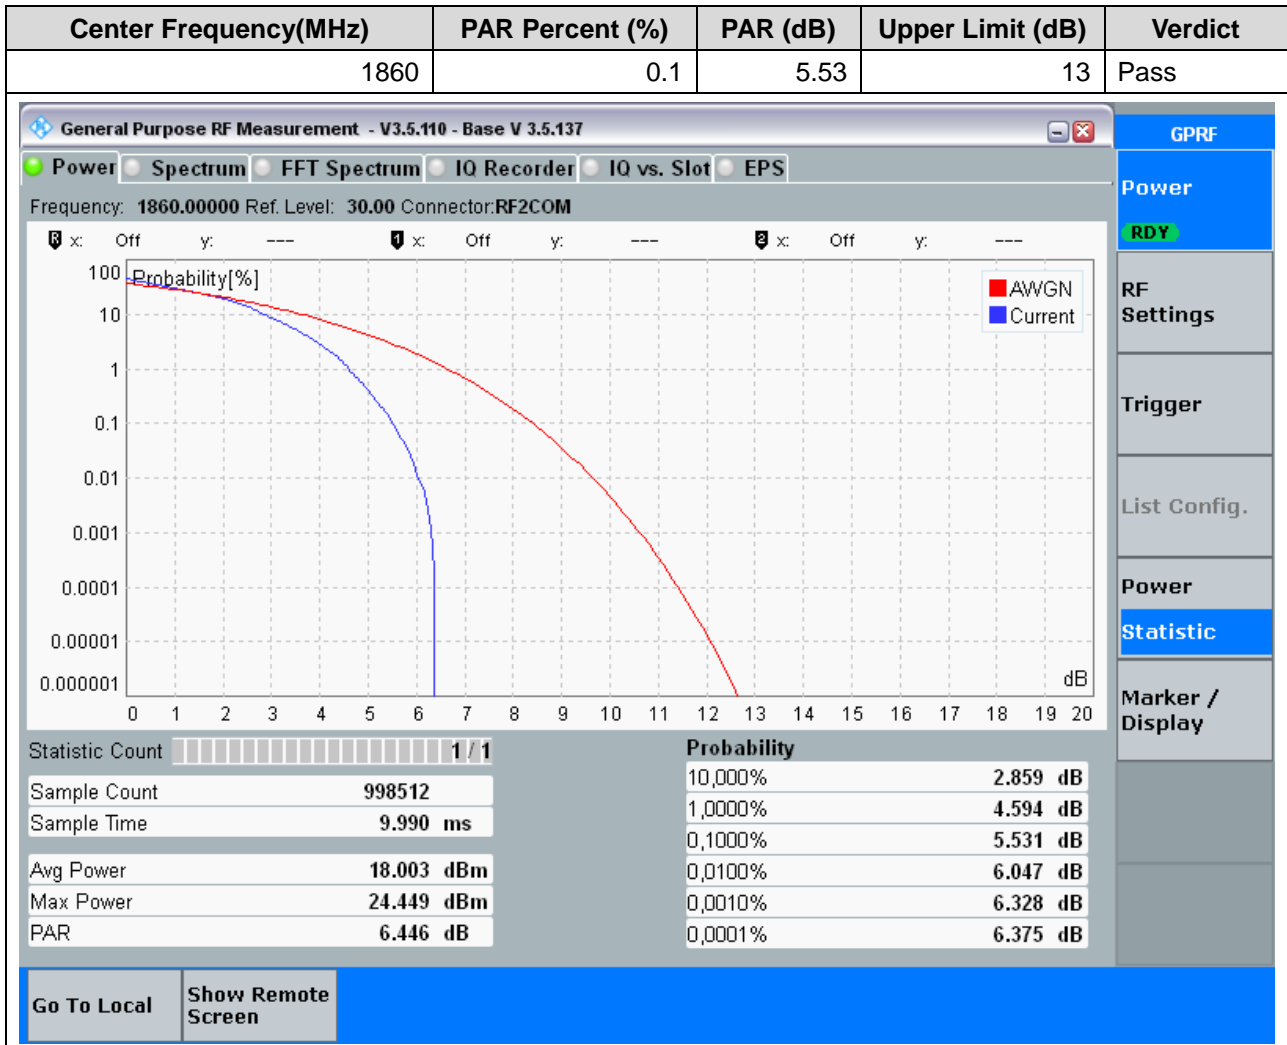 Center Frequency(MHz) PAR Percent (%) PAR (dB) Upper Limit (dB) Verdict
1860 0.1 5.53 13 Pass
General Purpose RF Measurement - V3.5.110 - Base V 3.5.137
GPRF
Power Spectrum FFT Spectrum IQ Recorder IQ vs. Slot EPS
Frequency: 1860.00000 Ref. Level: 30.00 Connector:RF2COM
R x: Off y: --- 1 x: Off y: --- 2 x: Off y: ---
Probability[%]
100
10
1
0.1
0.01
0.001
0.0001
0.00001
0.000001
AWGN
Current
dB
0 1 2 3 4 5 6 7 8 9 10 11 12 13 14 15 16 17 18 19 20
Statistic Count 1 / 1
Sample Count 998512
Sample Time 9.990 ms
Avg Power 18.003 dBm
Max Power 24.449 dBm
PAR 6.446 dB
Probability
10,000% 2.859 dB
1,0000% 4.594 dB
0,1000% 5.531 dB
0,0100% 6.047 dB
0,0010% 6.328 dB
0,0001% 6.375 dB
Power
RDY
RF
Settings
Trigger
List Config.
Power
Statistic
Marker /
Display
Go To Local
Show Remote
Screen